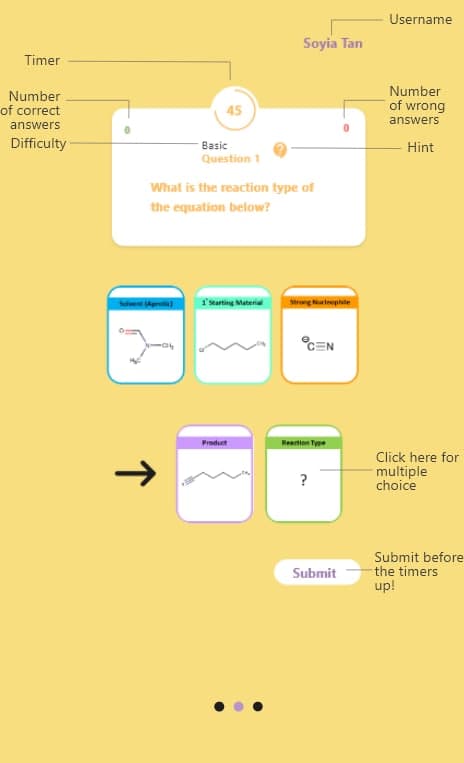 Username
Soyia Tan
Timer
Number
of correct
answers
45
Number
of wrong
answers
0
0
Difficulty
Basic
Hint
?
Question 1
What is the reaction type of
the equation below?
Solvent (Aprotic)
1° Starting Material
Strong Nucleophile
O
N
CH₃
H₃C
Cl
CH₃
C≡N
Product
Reaction Type
?
Click here for
multiple
choice
Submit
Submit before
the timers
up!